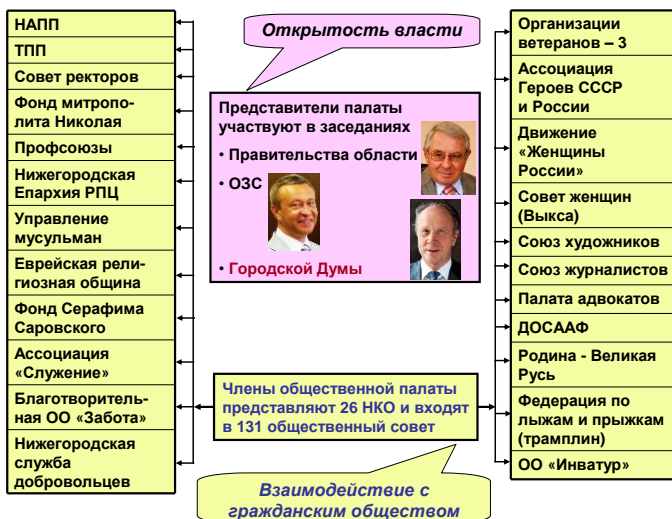 НАПП
ТПП
Совет ректоров
Фонд митропо-
лита Николая
Профсоюзы
Нижегородская
Епархия РПЦ
Управление
мусульман
Еврейская рели-
гиозная община
Фонд Серафима
Саровского
Ассоциация
«Служение»
Благотворитель-
ная ОО «Забота»
Нижегородская
служба
добровольцев
Открытость власти
Представители палаты
участвуют в заседаниях
• Правительства области
• ОЗС
• Городской Думы
Члены общественной палаты
представляют 26 НКО и входят
в 131 общественный совет
Взаимодействие с
гражданским обществом
Организации
ветеранов – 3
Ассоциация
Героев СССР
и России
Движение
«Женщины
России»
Совет женщин
(Выкса)
Союз художников
Союз журналистов
Палата адвокатов
ДОСААФ
Родина - Великая
Русь
Федерация по
лыжам и прыжкам
(трамплин)
ОО «Инватур»